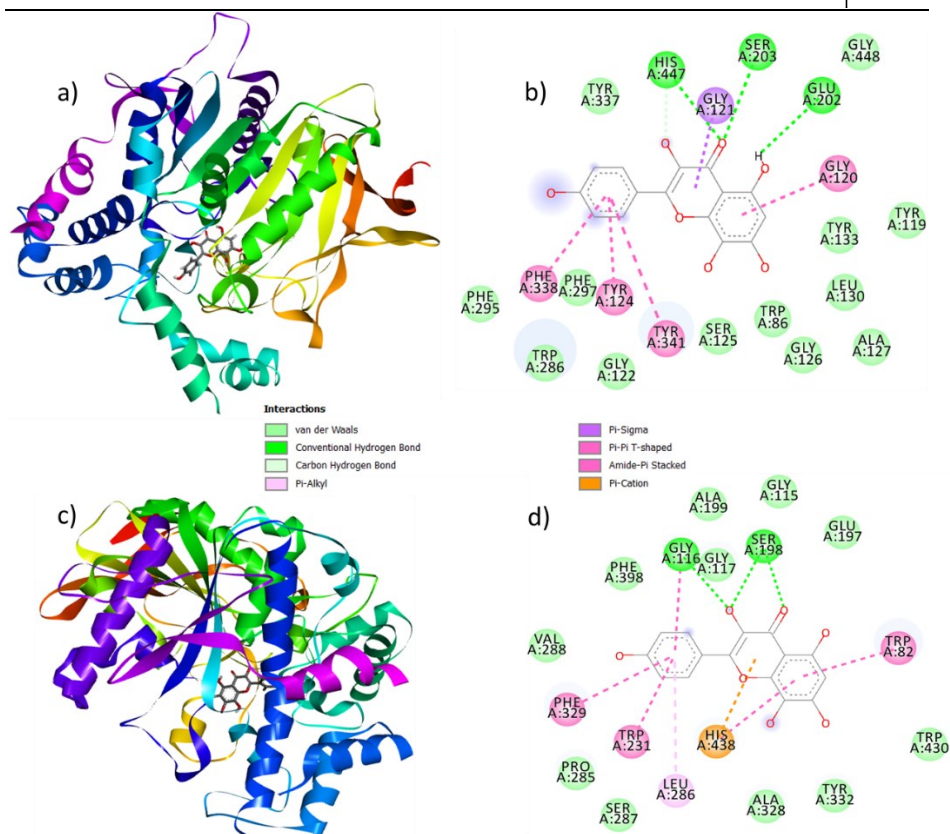 a)
b)
HIS
A:447
SER
A:203
GLY
A:448
TYR
A:337
GLY
A:121
GLU
A:202
H
O
O
O
O
O
O
O
GLY
A:120
TYR
A:133
TYR
A:119
PHE
A:338
PHE
A:297
TYR
A:124
LEU
A:130
PHE
A:295
TYR
A:341
SER
A:125
TRP
A:86
GLY
A:126
ALA
A:127
TRP
A:286
GLY
A:122
Interactions
van der Waals
Conventional Hydrogen Bond
Carbon Hydrogen Bond
Pi-Alkyl
Pi-Sigma
Pi-Pi T-shaped
Amide-Pi Stacked
Pi-Cation
c)
d)
ALA
A:199
GLY
A:115
GLU
A:197
GLY
A:116
GLY
A:117
SER
A:198
PHE
A:398
VAL
A:288
O
O
O
O
O
O
O
TRP
A:82
PHE
A:329
TRP
A:231
HIS
A:438
TRP
A:430
PRO
A:285
SER
A:287
LEU
A:286
ALA
A:328
TYR
A:332